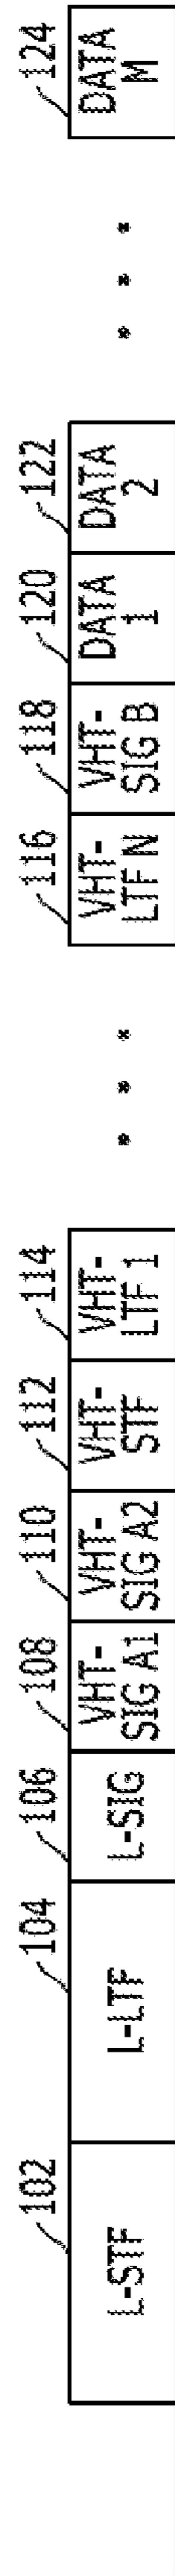 102
L-STF
104
L-LTF
106
L-SIG
108
VHT-
SIG A1
110
VHT-
SIG A2
112
VHT-
STF
114
VHT-
LTF 1
116
VHT-
LTF N
118
VHT-
SIG B
120
DATA
1
122
DATA
2
124
DATA
M